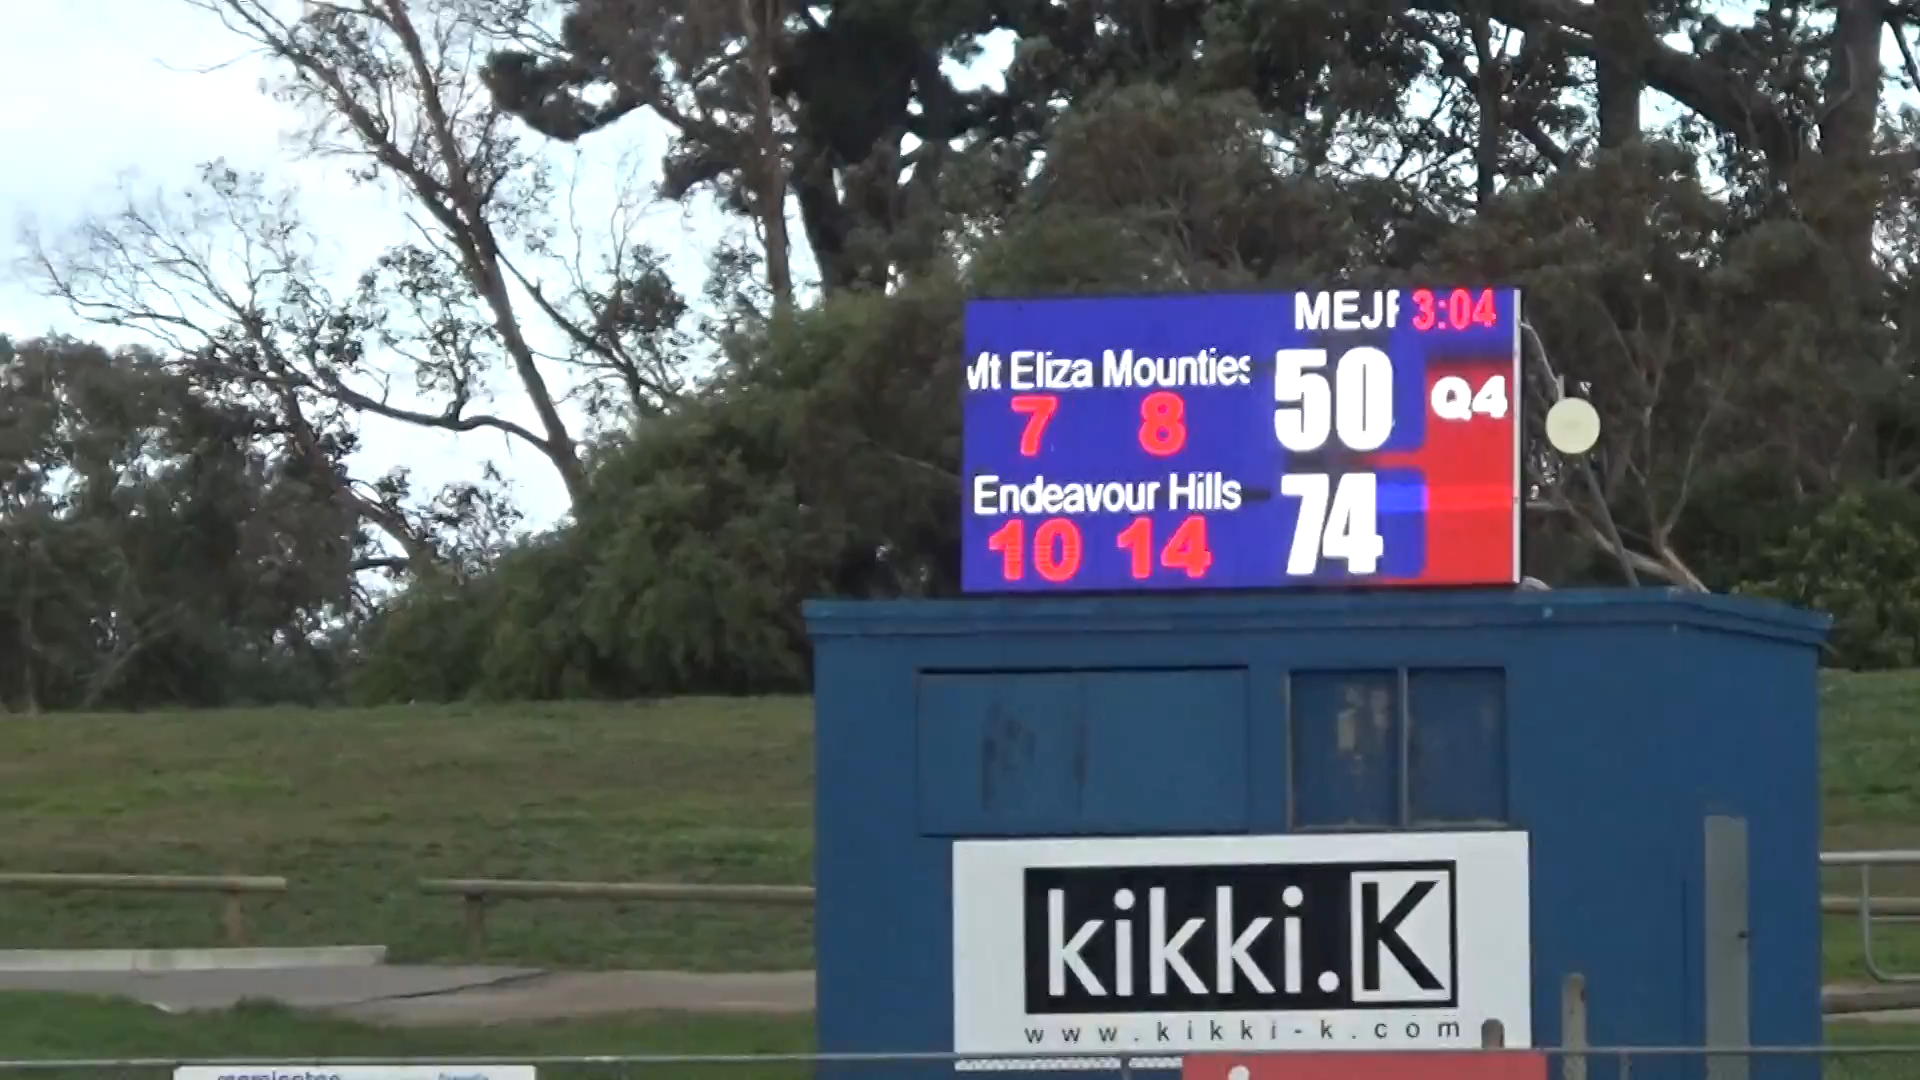 MEJF 3:04
Mt Eliza Mounties 50 Q4
7 8
Endeavour Hills 74
10 14
kikki.K
www.kikki-k.com